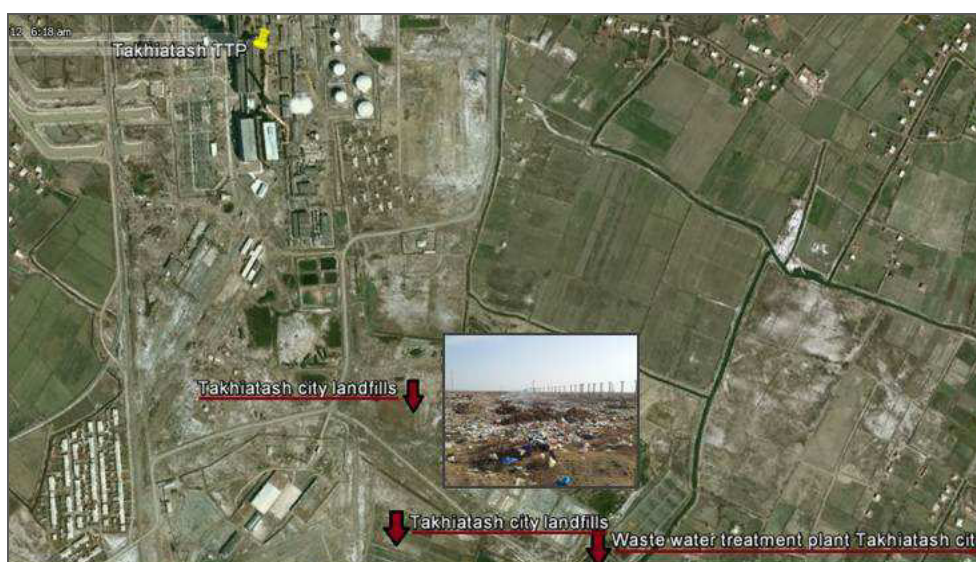 12 6:18 am
Takhiatash TTP
Takhiatash city landfills
Takhiatash city landfills
Waste water treatment plant Takhiatash cit